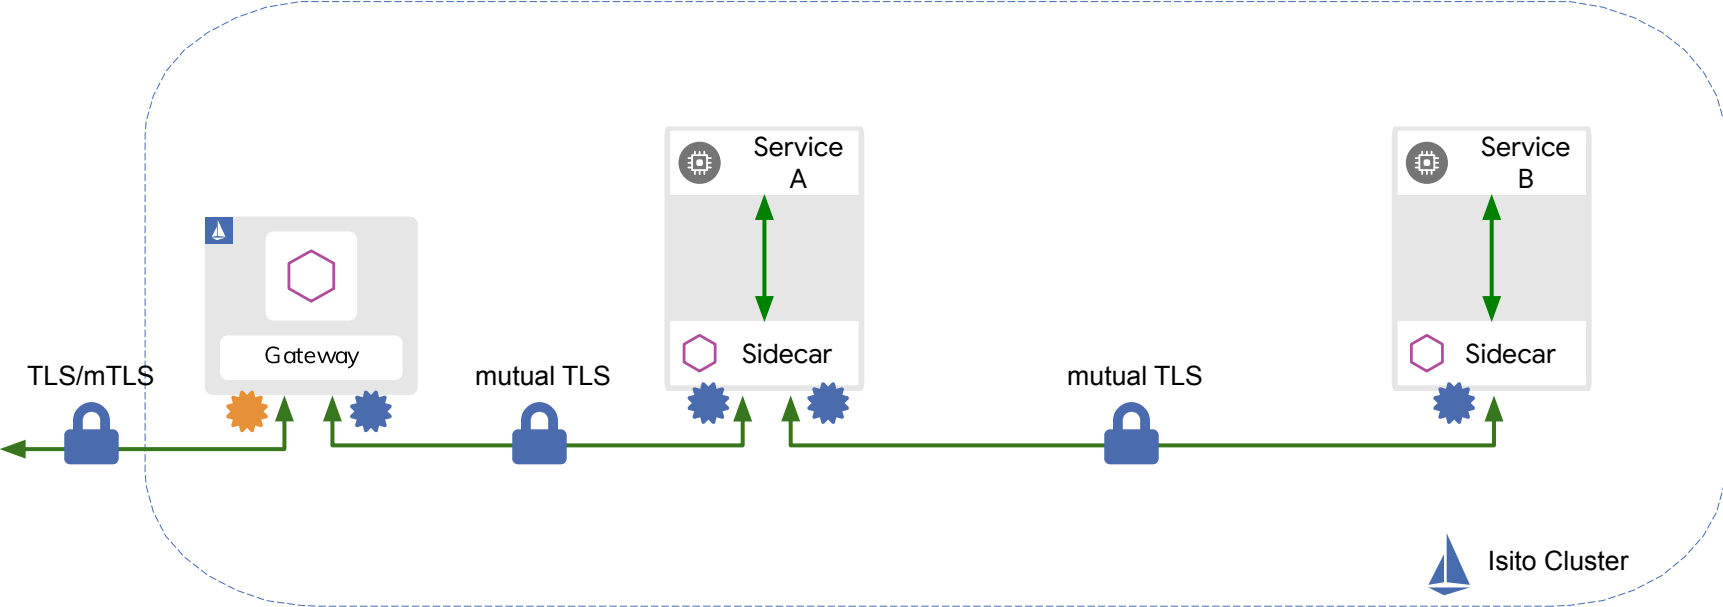 Service
A
Service
B
Gateway
Sidecar
Sidecar
TLS/mTLS
mutual TLS
mutual TLS
Isito Cluster